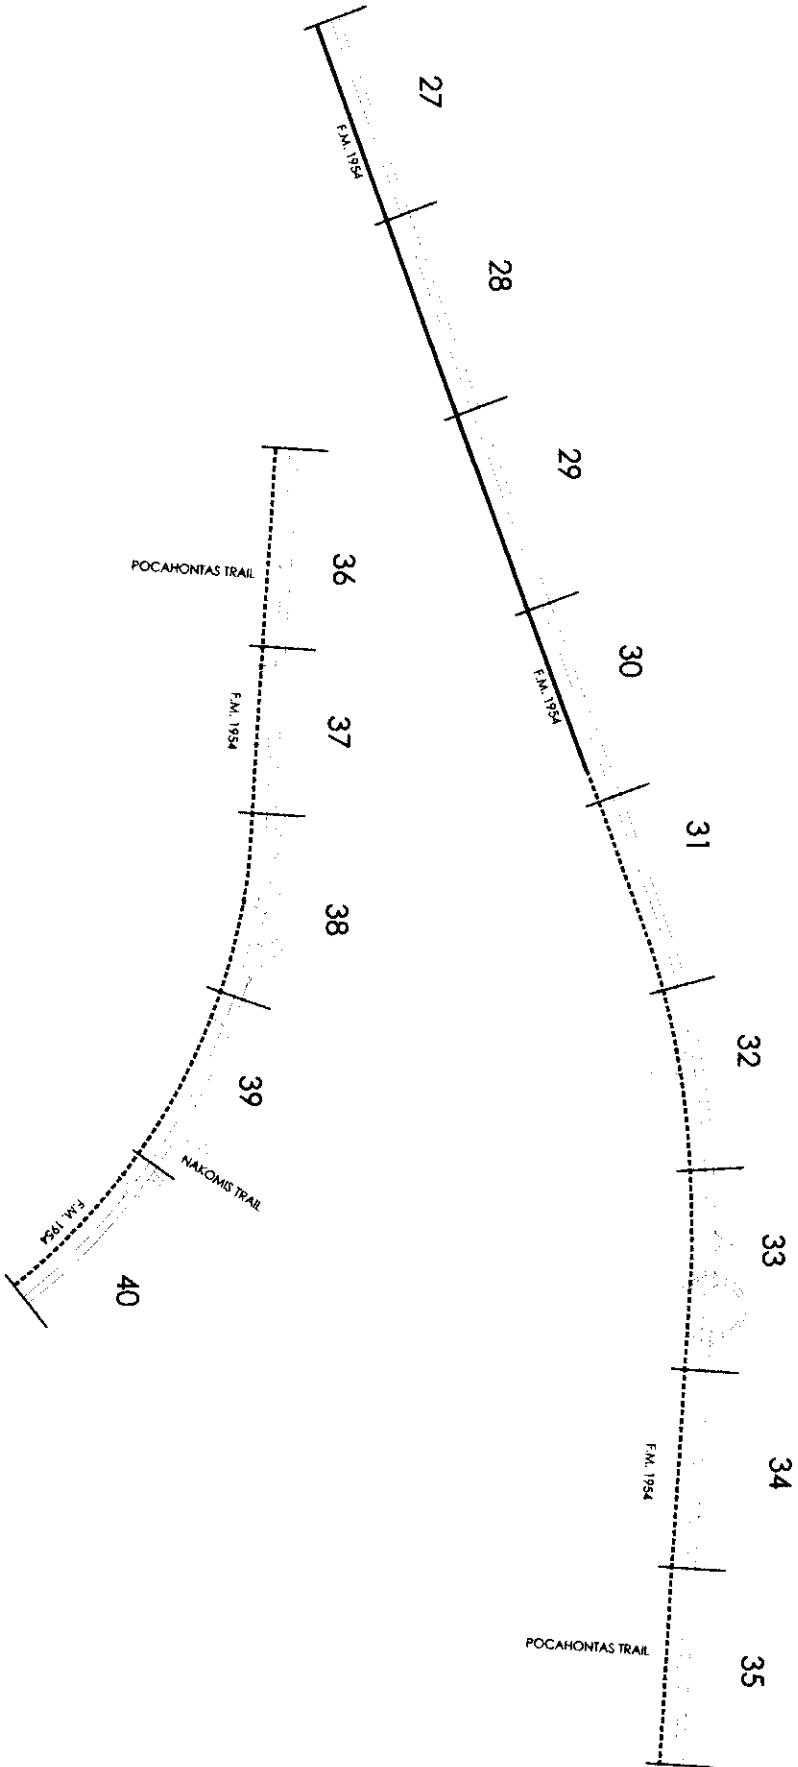 27
F.M. 1954
28
29
30
F.M. 1954
31
32
33
34
F.M. 1954
35
POCAHONTAS TRAIL
36
POCAHONTAS TRAIL
37
F.M. 1954
38
39
NAKOMIS TRAIL
40
F.M. 1954